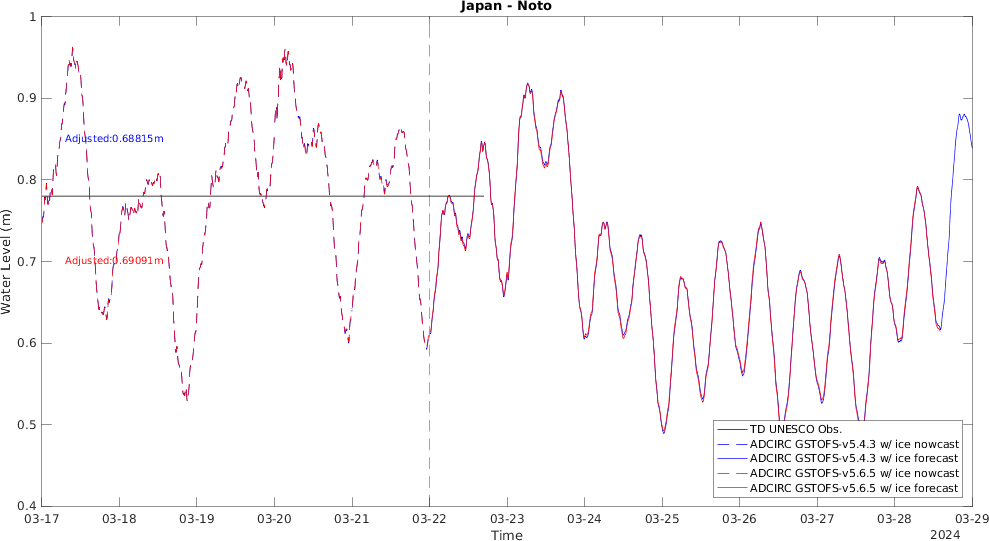 Japan - Noto
1
0.9
0.8
0.7
0.6
0.5
0.4
Water Level (m)
Adjusted:0.68815m
Adjusted:0.69091m
TD UNESCO Obs.
ADCIRC GSTOFS-v5.4.3 w/ ice nowcast
ADCIRC GSTOFS-v5.4.3 w/ ice forecast
ADCIRC GSTOFS-v5.6.5 w/ ice nowcast
ADCIRC GSTOFS-v5.6.5 w/ ice forecast
03-17 03-18 03-19 03-20 03-21 03-22 03-23 03-24 03-25 03-26 03-27 03-28 03-29
Time
2024